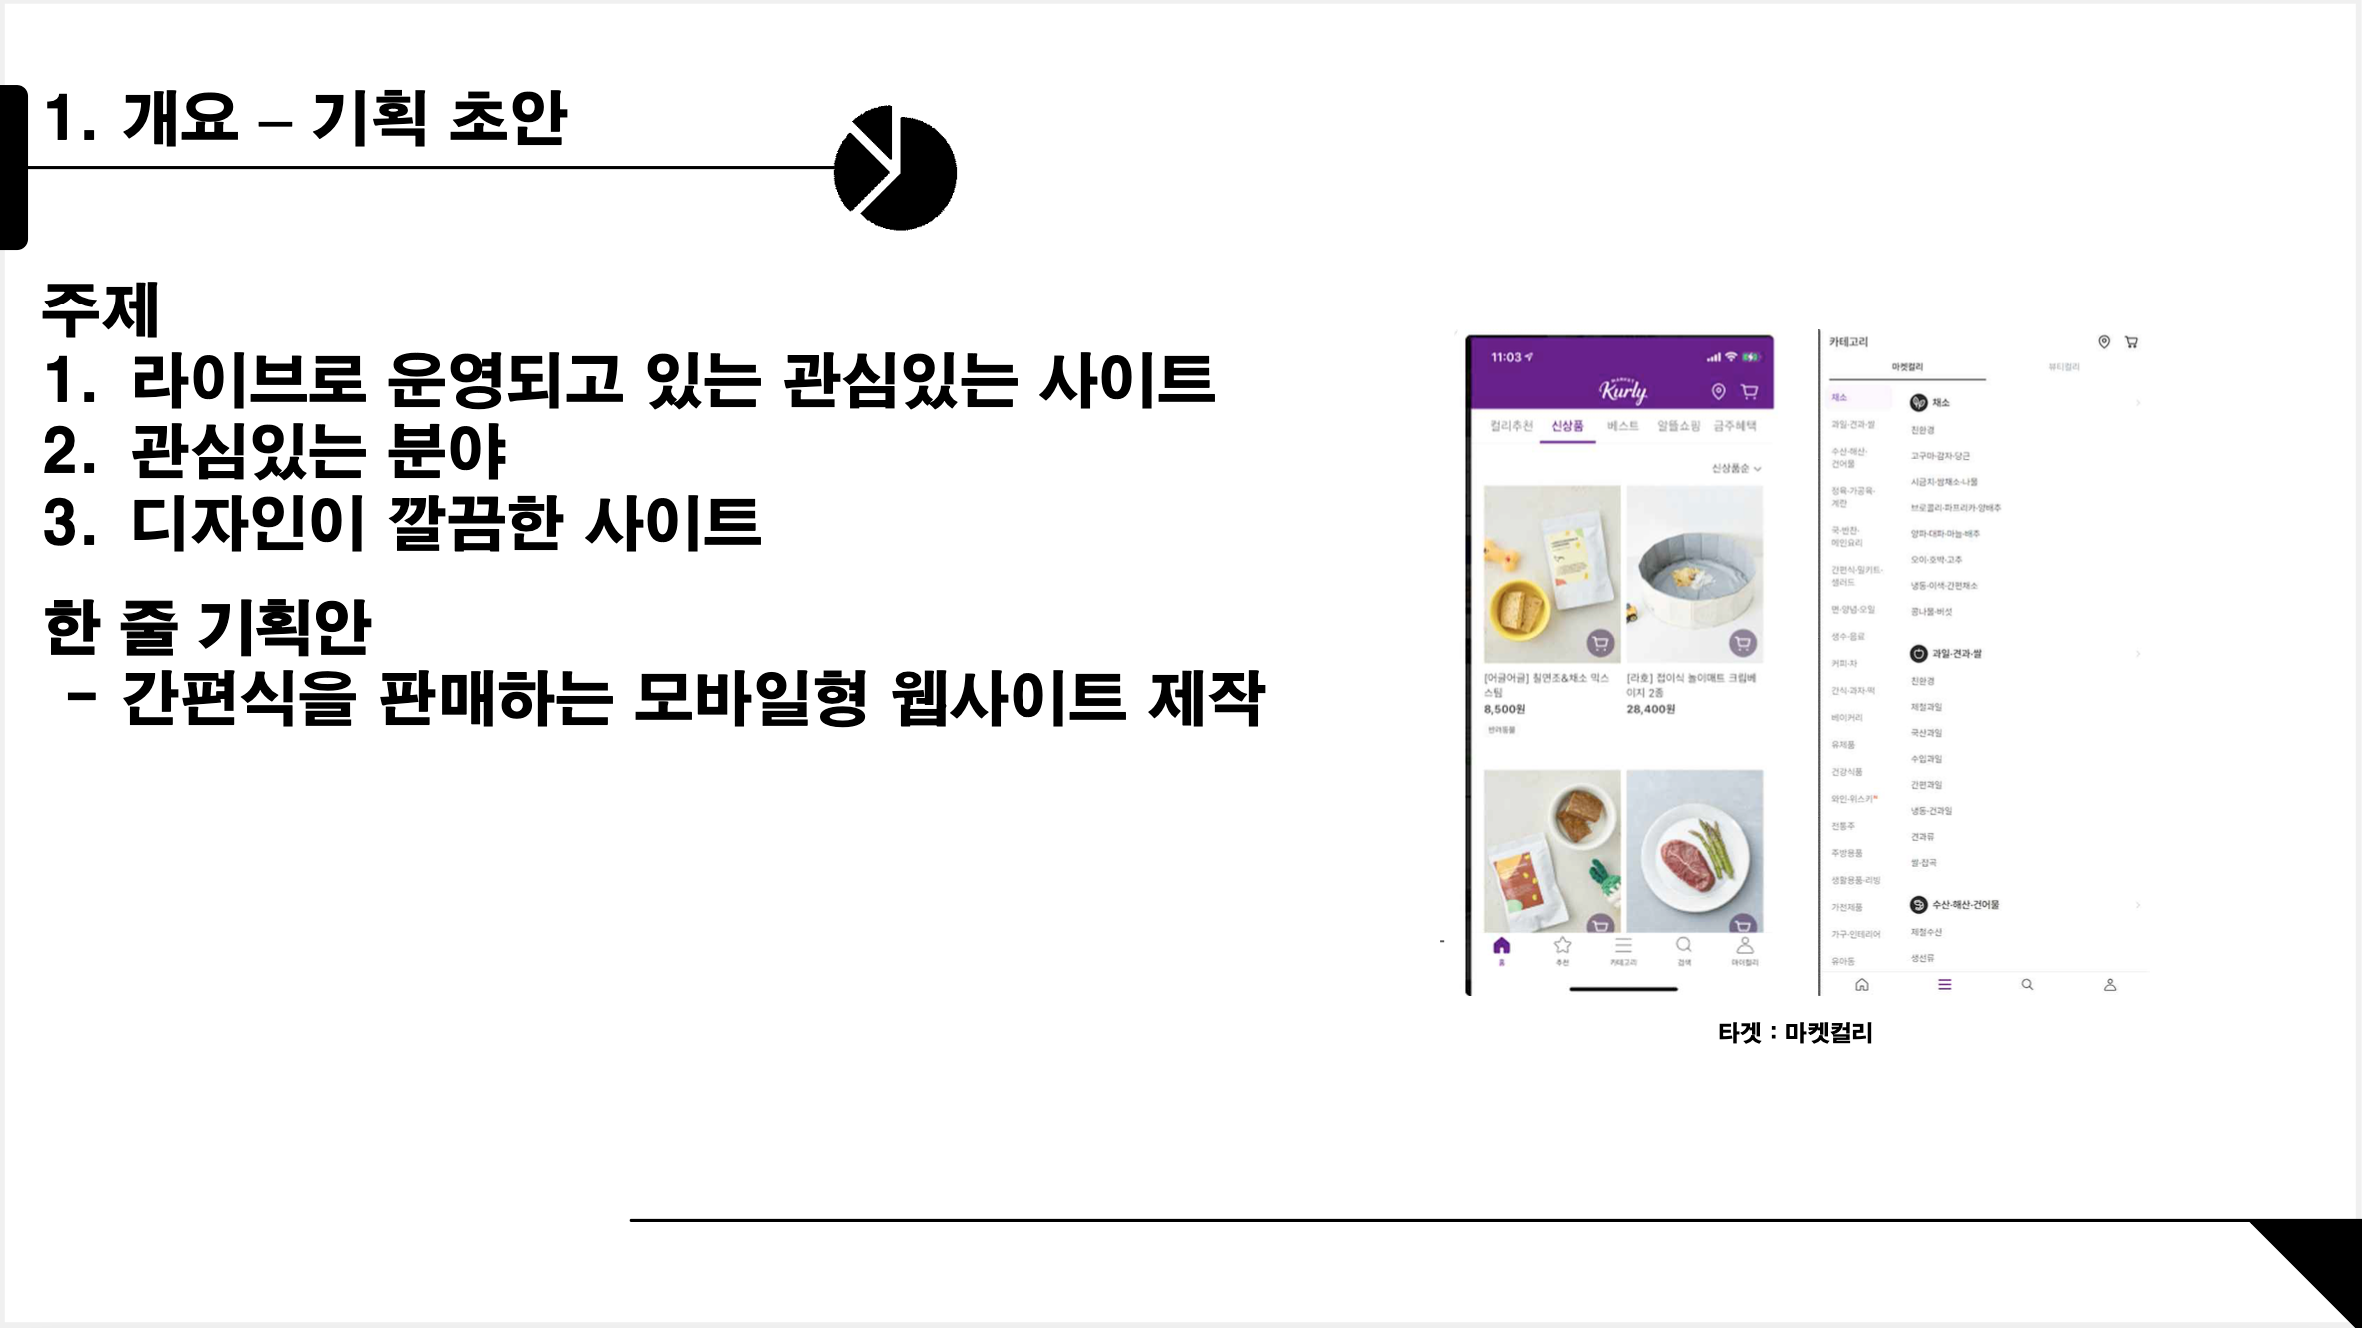 1. 개요 – 기획 초안
주제
1. 라이브로 운영되고 있는 관심있는 사이트
2. 관심있는 분야
3. 디자인이 깔끔한 사이트
한 줄 기획안
- 간편식을 판매하는 모바일형 웹사이트 제작
11:03
MARKET
Kurly
컬리추천 신상품 베스트 알뜰쇼핑 금주혜택
신상품순
[어글어글] 칠면조&채소 믹스
스틱
8,500원
반려동물
[라호] 접이식 놀이매트 크림베
이지 2종
28,400원
홈 추천 카테고리 검색 마이컬리
카테고리
마켓컬리 뷰티컬리
채소
과일·견과·쌀
수산·해산·
건어물
정육·가공육·
계란
국·반찬·
메인요리
간편식·밀키트·
샐러드
면·양념·오일
생수·음료
커피·차
간식·과자·떡
베이커리
유제품
건강식품
와인·위스키
전통주
주방용품
생활용품·리빙
가전제품
가구·인테리어
유아동
채소
친환경
고구마·감자·당근
시금치·쌈채소·나물
브로콜리·파프리카·양배추
양파·대파·마늘·배추
오이·호박·고추
냉동·이색·간편채소
콩나물·버섯
과일·견과·쌀
친환경
제철과일
국산과일
수입과일
간편과일
냉동·건과일
견과류
쌀·잡곡
수산·해산·건어물
제철수산
생선류
타겟 : 마켓컬리